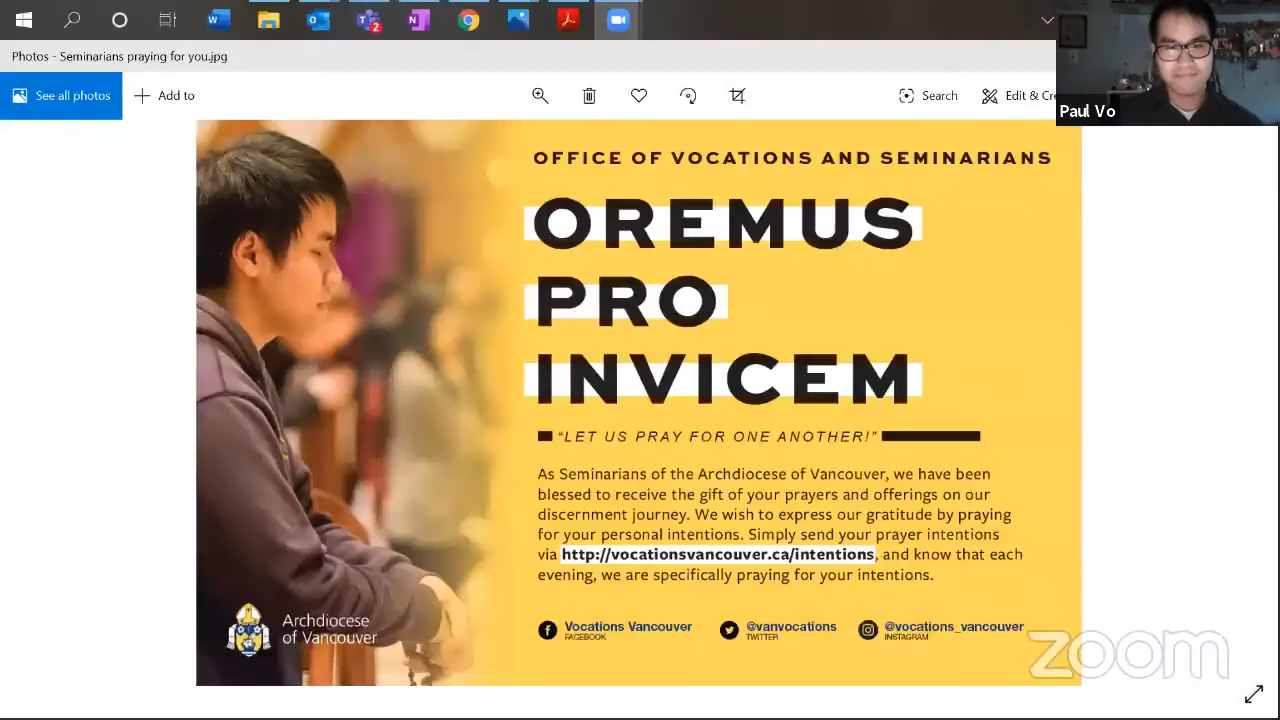 2
Photos - Seminarians praying for you.jpg
See all photos
Add to
Search
Edit & Cre
Paul Vo
OFFICE OF VOCATIONS AND SEMINARIANS
OREMUS
PRO
INVICEM
“LET US PRAY FOR ONE ANOTHER!”
As Seminarians of the Archdiocese of Vancouver, we have been
blessed to receive the gift of your prayers and offerings on our
discernment journey. We wish to express our gratitude by praying
for your personal intentions. Simply send your prayer intentions
via http://vocationsvancouver.ca/intentions, and know that each
evening, we are specifically praying for your intentions.
Archdiocese
of Vancouver
Vocations Vancouver
FACEBOOK
@vanvocations
TWITTER
@vocations_vancouver
INSTAGRAM
zoom